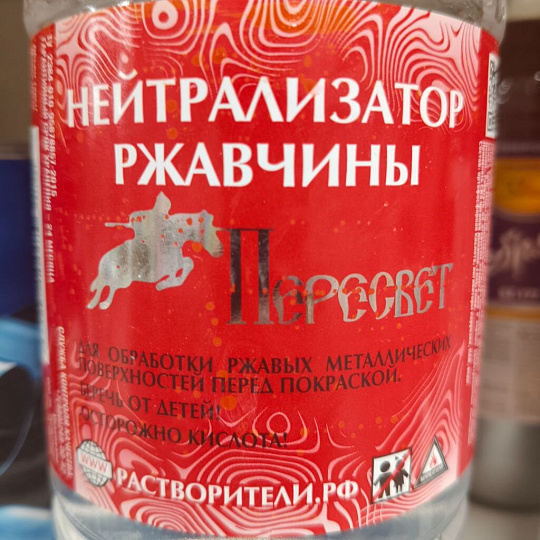 НЕЙТРАЛИЗАТОР
РЖАВЧИНЫ
ПЕРЕСВЕТ
ДЛЯ ОБРАБОТКИ РЖАВЫХ МЕТАЛЛИЧЕСКИХ
ПОВЕРХНОСТЕЙ ПЕРЕД ПОКРАСКОЙ.
БЕРЕЧЬ ОТ ДЕТЕЙ!
ОСТОРОЖНО КИСЛОТА!
WWW
РАСТВОРИТЕЛИ.РФ